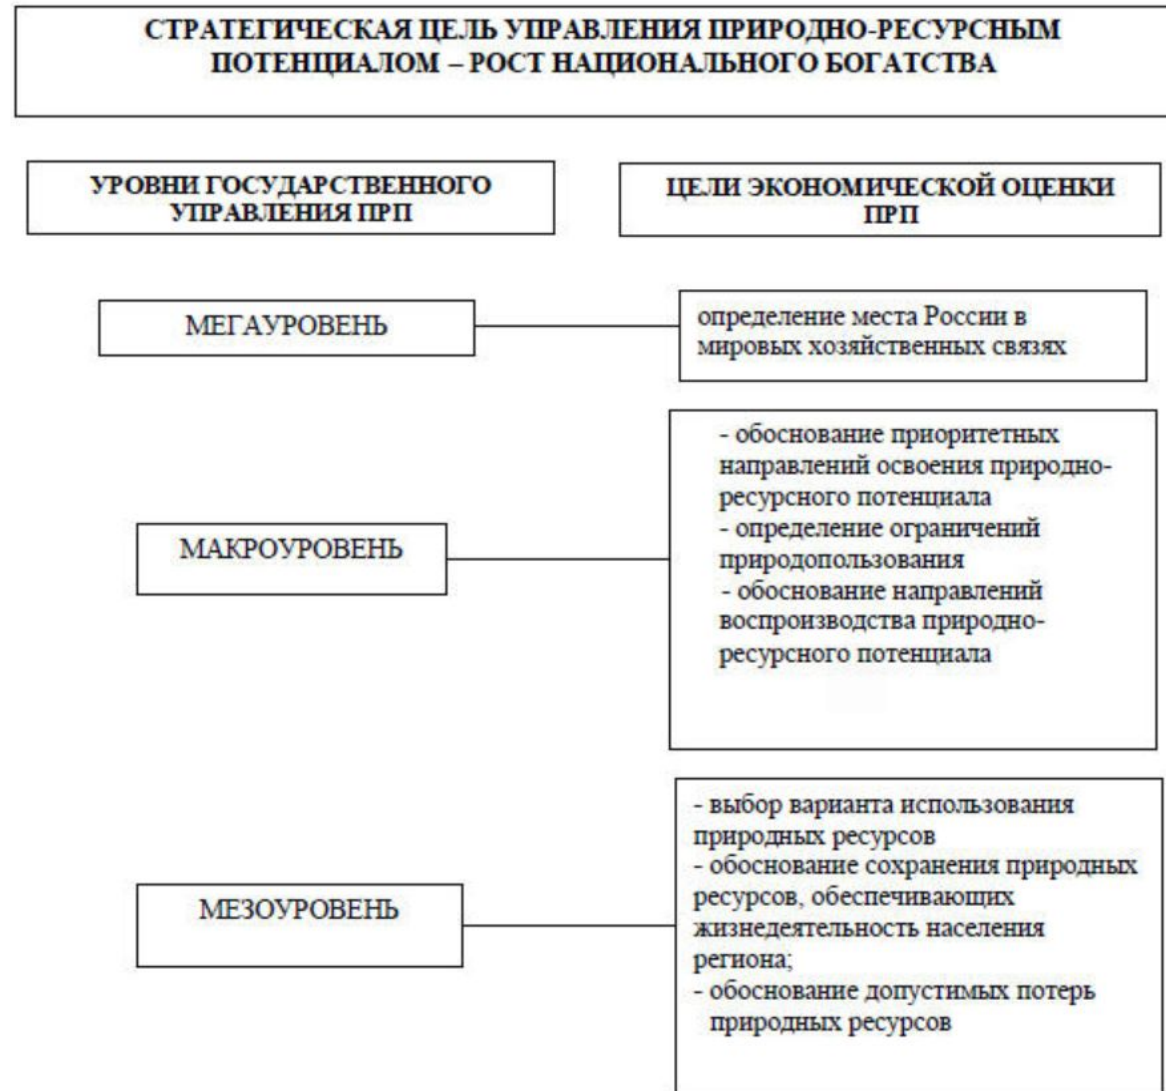 СТРАТЕГИЧЕСКАЯ ЦЕЛЬ УПРАВЛЕНИЯ ПРИРОДНО-РЕСУРСНЫМ
ПОТЕНЦИАЛОМ – РОСТ НАЦИОНАЛЬНОГО БОГАТСТВА
УРОВНИ ГОСУДАРСТВЕННОГО
УПРАВЛЕНИЯ ПРП
ЦЕЛИ ЭКОНОМИЧЕСКОЙ ОЦЕНКИ
ПРП
МЕГАУРОВЕНЬ
определение места России в
мировых хозяйственных связях
МАКРОУРОВЕНЬ
- обоснование приоритетных
направлений освоения природно-
ресурсного потенциала
- определение ограничений
природопользования
- обоснование направлений
воспроизводства природно-
ресурсного потенциала
МЕЗОУРОВЕНЬ
- выбор варианта использования
природных ресурсов
- обоснование сохранения природных
ресурсов, обеспечивающих
жизнедеятельность населения
региона;
- обоснование допустимых потерь
природных ресурсов